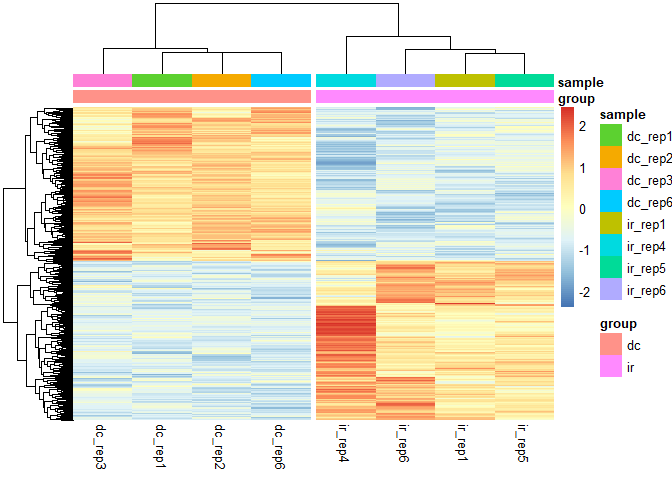 sample
group
2
1
0
-1
-2
sample
dc_rep1
dc_rep2
dc_rep3
dc_rep6
ir_rep1
ir_rep4
ir_rep5
ir_rep6
group
dc
ir
dc_rep3
dc_rep1
dc_rep2
dc_rep6
ir_rep4
ir_rep6
ir_rep1
ir_rep5